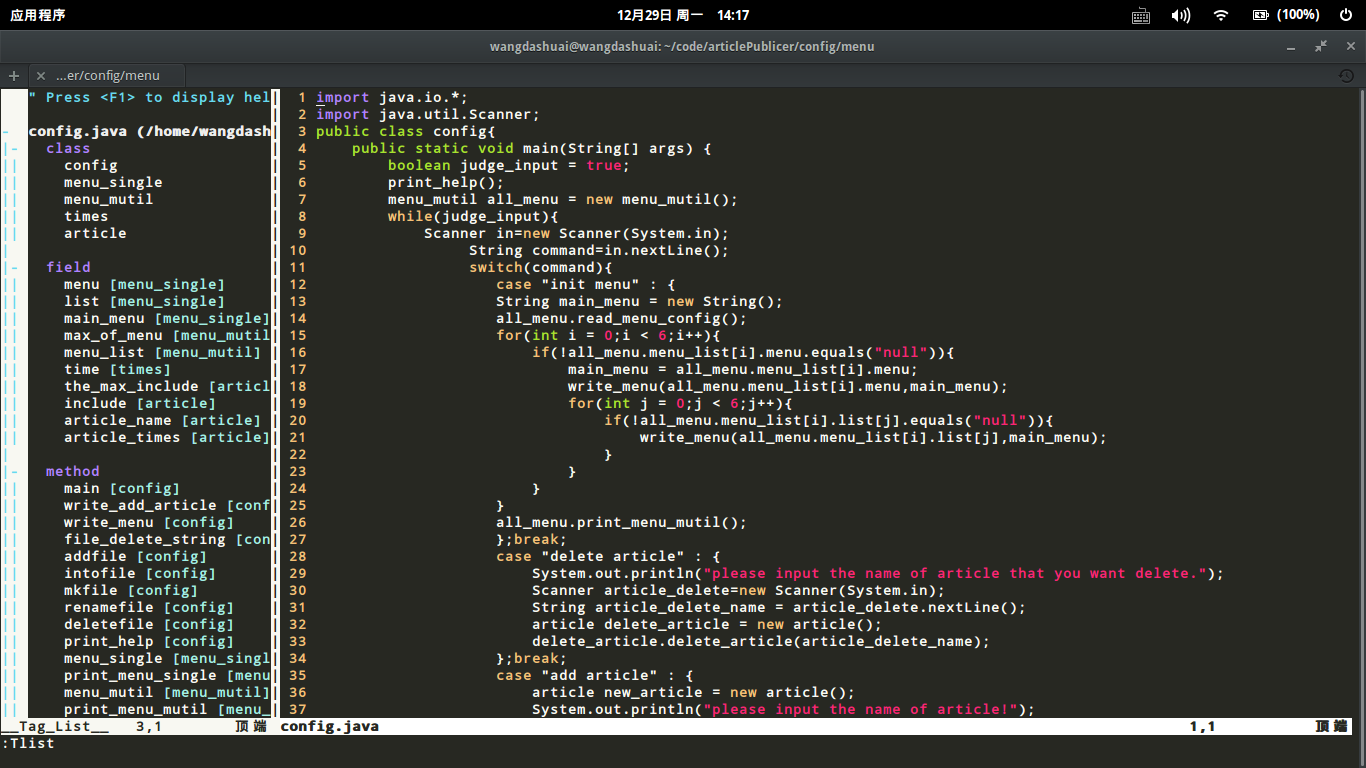 应用程序
12月29日 周一 14:17
(100%)
wangdashuai@wangdashuai: ~/code/articlePublicer/config/menu
...er/config/menu
" Press <F1> to display hel
config.java (/home/wangdash
class
config
menu_single
menu_mutil
times
article
field
menu [menu_single]
list [menu_single]
main_menu [menu_single]
max_of_menu [menu_mutil
menu_list [menu_mutil]
time [times]
the_max_include [articl
include [article]
article_name [article]
article_times [article]
method
main [config]
write_add_article [conf
write_menu [config]
file_delete_string [con
addfile [config]
intofile [config]
mkfile [config]
renamefile [config]
deletefile [config]
print_help [config]
menu_single [menu_singl
print_menu_single [menu
menu_mutil [menu_mutil]
print_menu_mutil [menu_
__Tag_List__ 3,1 顶端
1 import java.io.*;
2 import java.util.Scanner;
3 public class config{
4 public static void main(String[] args) {
5 boolean judge_input = true;
6 print_help();
7 menu_mutil all_menu = new menu_mutil();
8 while(judge_input){
9 Scanner in=new Scanner(System.in);
10 String command=in.nextLine();
11 switch(command){
12 case "init menu" : {
13 String main_menu = new String();
14 all_menu.read_menu_config();
15 for(int i = 0;i < 6;i++){
16 if(!all_menu.menu_list[i].menu.equals("null")){
17 main_menu = all_menu.menu_list[i].menu;
18 write_menu(all_menu.menu_list[i].menu,main_menu);
19 for(int j = 0;j < 6;j++){
20 if(!all_menu.menu_list[i].list[j].equals("null")){
21 write_menu(all_menu.menu_list[i].list[j],main_menu);
22 }
23 }
24 }
25 }
26 all_menu.print_menu_mutil();
27 };break;
28 case "delete article" : {
29 System.out.println("please input the name of article that you want delete.");
30 Scanner article_delete=new Scanner(System.in);
31 String article_delete_name = article_delete.nextLine();
32 article delete_article = new article();
33 delete_article.delete_article(article_delete_name);
34 };break;
35 case "add article" : {
36 article new_article = new article();
37 System.out.println("please input the name of article!");
config.java 1,1 顶端
:Tlist